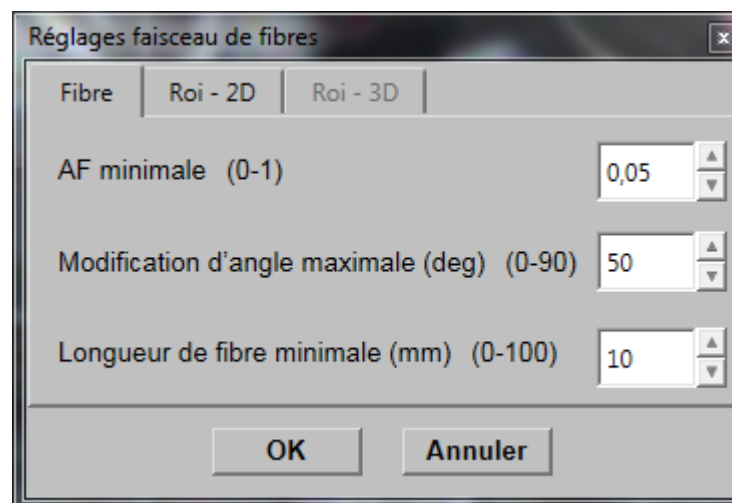 Réglages faisceau de fibres
Fibre Roi - 2D Roi - 3D
AF minimale (0-1) 0,05
Modification d'angle maximale (deg) (0-90) 50
Longueur de fibre minimale (mm) (0-100) 10
OK Annuler